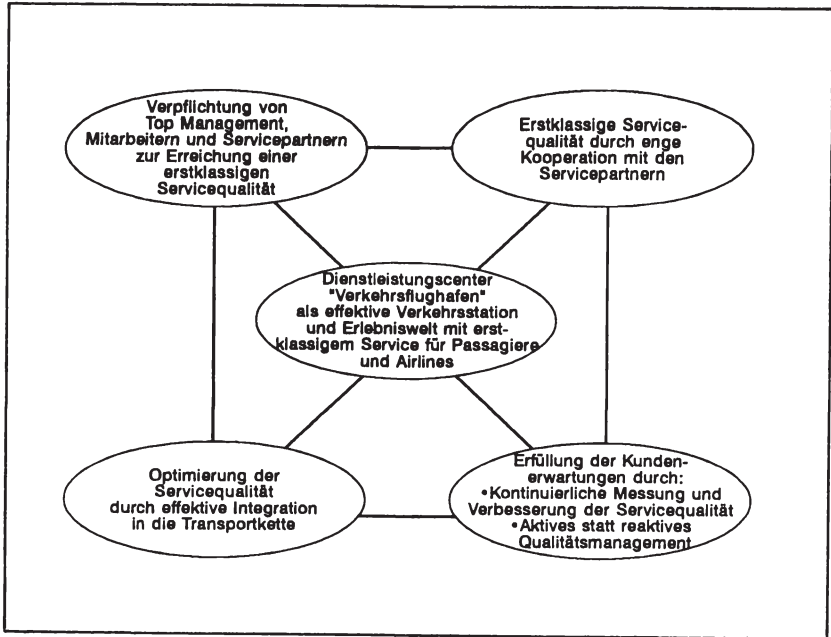 Verpflichtung von
Top Management,
Mitarbeitern und Servicepartnern
zur Erreichung einer
erstklassigen
Servicequalität
Erstklassige Service-
qualität durch enge
Kooperation mit den
Servicepartnern
Dienstleistungscenter
"Verkehrsflughafen"
als effektive Verkehrsstation
und Erlebniswelt mit erst-
klassigem Service für Passagiere
und Airlines
Optimierung der
Servicequalität
durch effektive Integration
in die Transportkette
Erfüllung der Kunden-
erwartungen durch:
•Kontinuierliche Messung und
Verbesserung der Servicequalität
•Aktives statt reaktives
Qualitätsmanagement